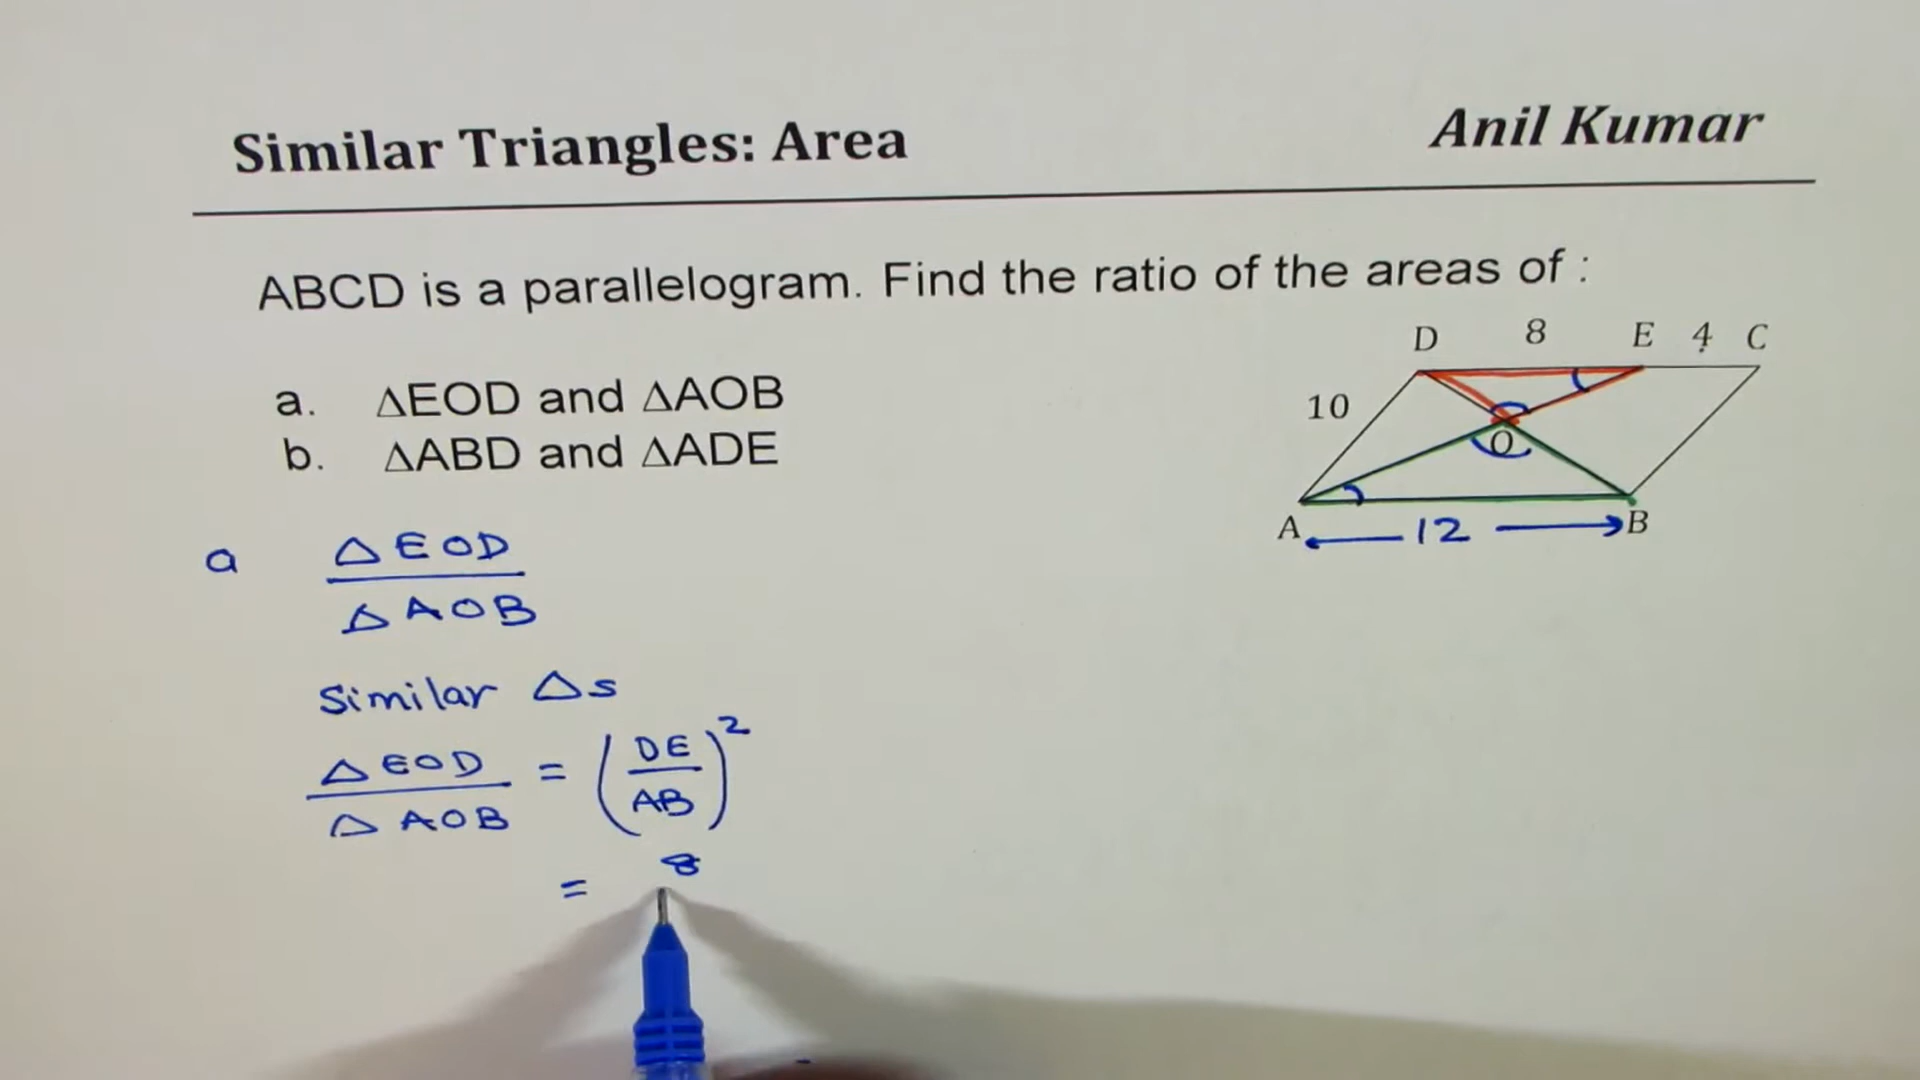 Similar Triangles: Area
Anil Kumar
ABCD is a parallelogram. Find the ratio of the areas of :
a. ΔEOD and ΔAOB
b. ΔABD and ΔADE
D 8 E 4 C
10
O
A 12 B
a ΔEOD
ΔAOB
Similar Δs
ΔEOD = (DE)²
ΔAOB AB
= 8